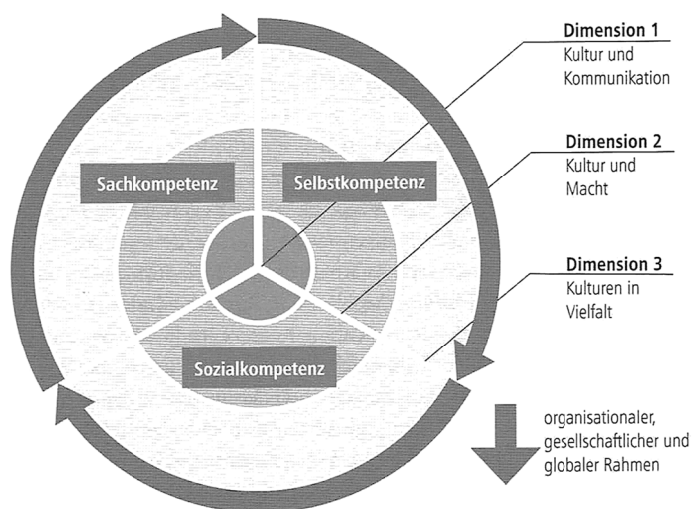 Dimension 1
Kultur und
Kommunikation
Dimension 2
Kultur und
Macht
Sachkompetenz
Selbstkompetenz
Dimension 3
Kulturen in
Vielfalt
Sozialkompetenz
organisationaler,
gesellschaftlicher und
globaler Rahmen